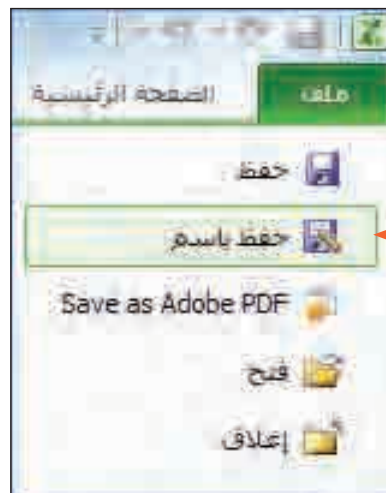 ملف الصفحة الرئيسية
حفظ
حفظ باسم
Save as Adobe PDF
فتح
إغلاق